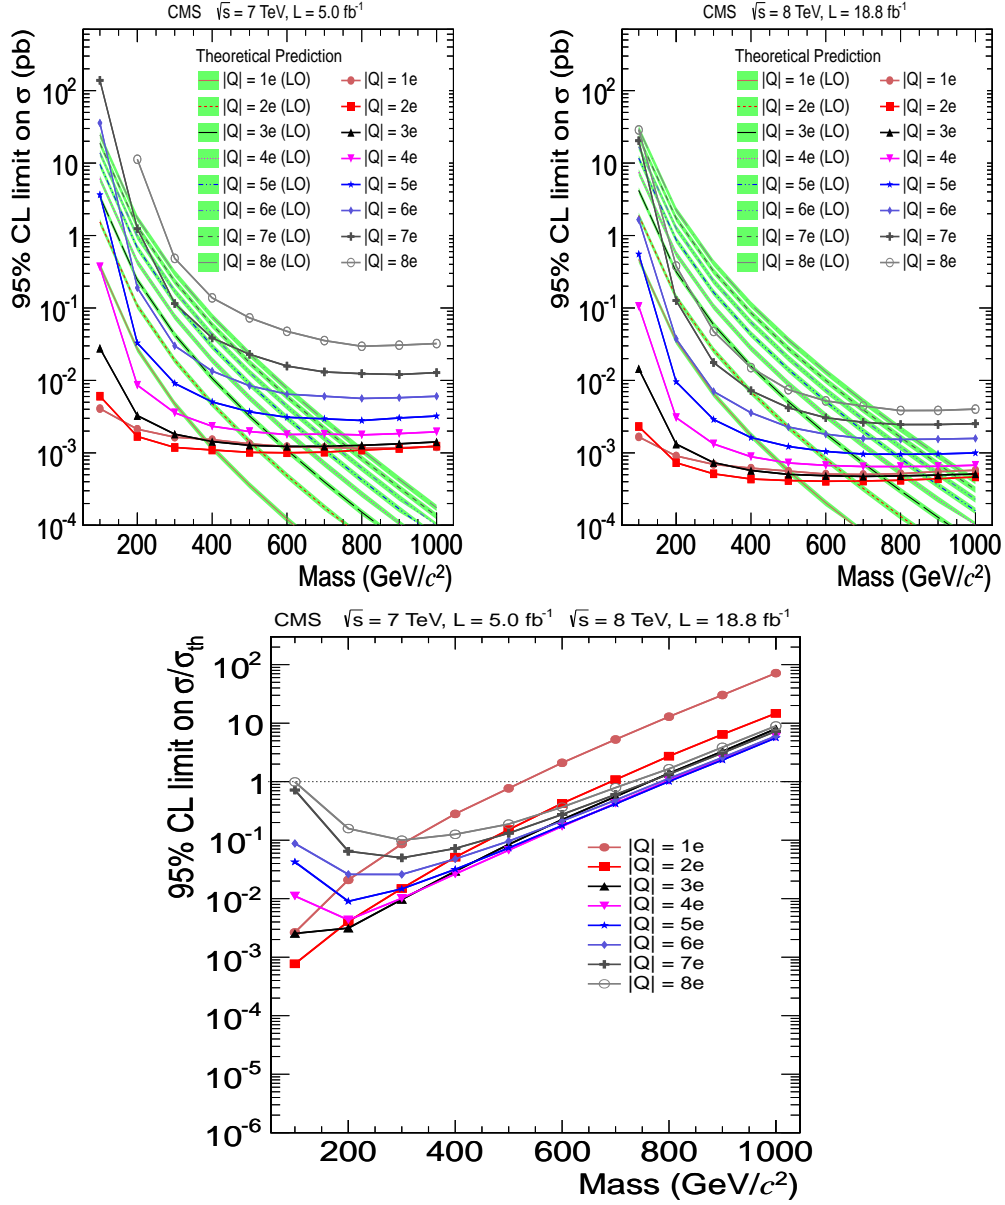 CMS √s = 7 TeV, L = 5.0 fb⁻¹
95% CL limit on σ (pb)
Theoretical Prediction
|Q| = 1e (LO) |Q| = 1e
|Q| = 2e (LO) |Q| = 2e
|Q| = 3e (LO) |Q| = 3e
|Q| = 4e (LO) |Q| = 4e
|Q| = 5e (LO) |Q| = 5e
|Q| = 6e (LO) |Q| = 6e
|Q| = 7e (LO) |Q| = 7e
|Q| = 8e (LO) |Q| = 8e
10²
10
1
10⁻¹
10⁻²
10⁻³
10⁻⁴
200 400 600 800 1000
Mass (GeV/c²)
CMS √s = 8 TeV, L = 18.8 fb⁻¹
95% CL limit on σ (pb)
Theoretical Prediction
|Q| = 1e (LO) |Q| = 1e
|Q| = 2e (LO) |Q| = 2e
|Q| = 3e (LO) |Q| = 3e
|Q| = 4e (LO) |Q| = 4e
|Q| = 5e (LO) |Q| = 5e
|Q| = 6e (LO) |Q| = 6e
|Q| = 7e (LO) |Q| = 7e
|Q| = 8e (LO) |Q| = 8e
10²
10
1
10⁻¹
10⁻²
10⁻³
10⁻⁴
200 400 600 800 1000
Mass (GeV/c²)
CMS √s = 7 TeV, L = 5.0 fb⁻¹ √s = 8 TeV, L = 18.8 fb⁻¹
95% CL limit on σ/σ_th
10²
10
1
10⁻¹
10⁻²
10⁻³
10⁻⁴
10⁻⁵
10⁻⁶
|Q| = 1e
|Q| = 2e
|Q| = 3e
|Q| = 4e
|Q| = 5e
|Q| = 6e
|Q| = 7e
|Q| = 8e
200 400 600 800 1000
Mass (GeV/c²)